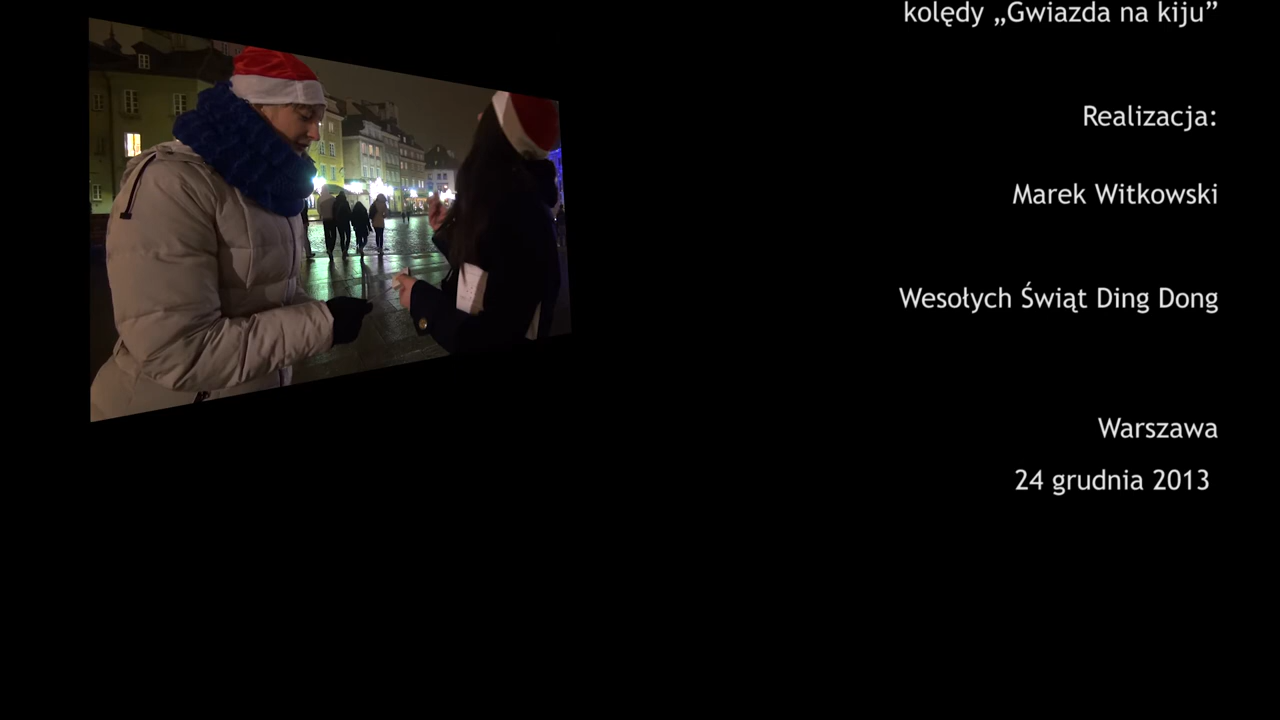 kolędy „Gwiazda na kiju”
Realizacja:
Marek Witkowski
Wesołych Świąt Ding Dong
Warszawa
24 grudnia 2013